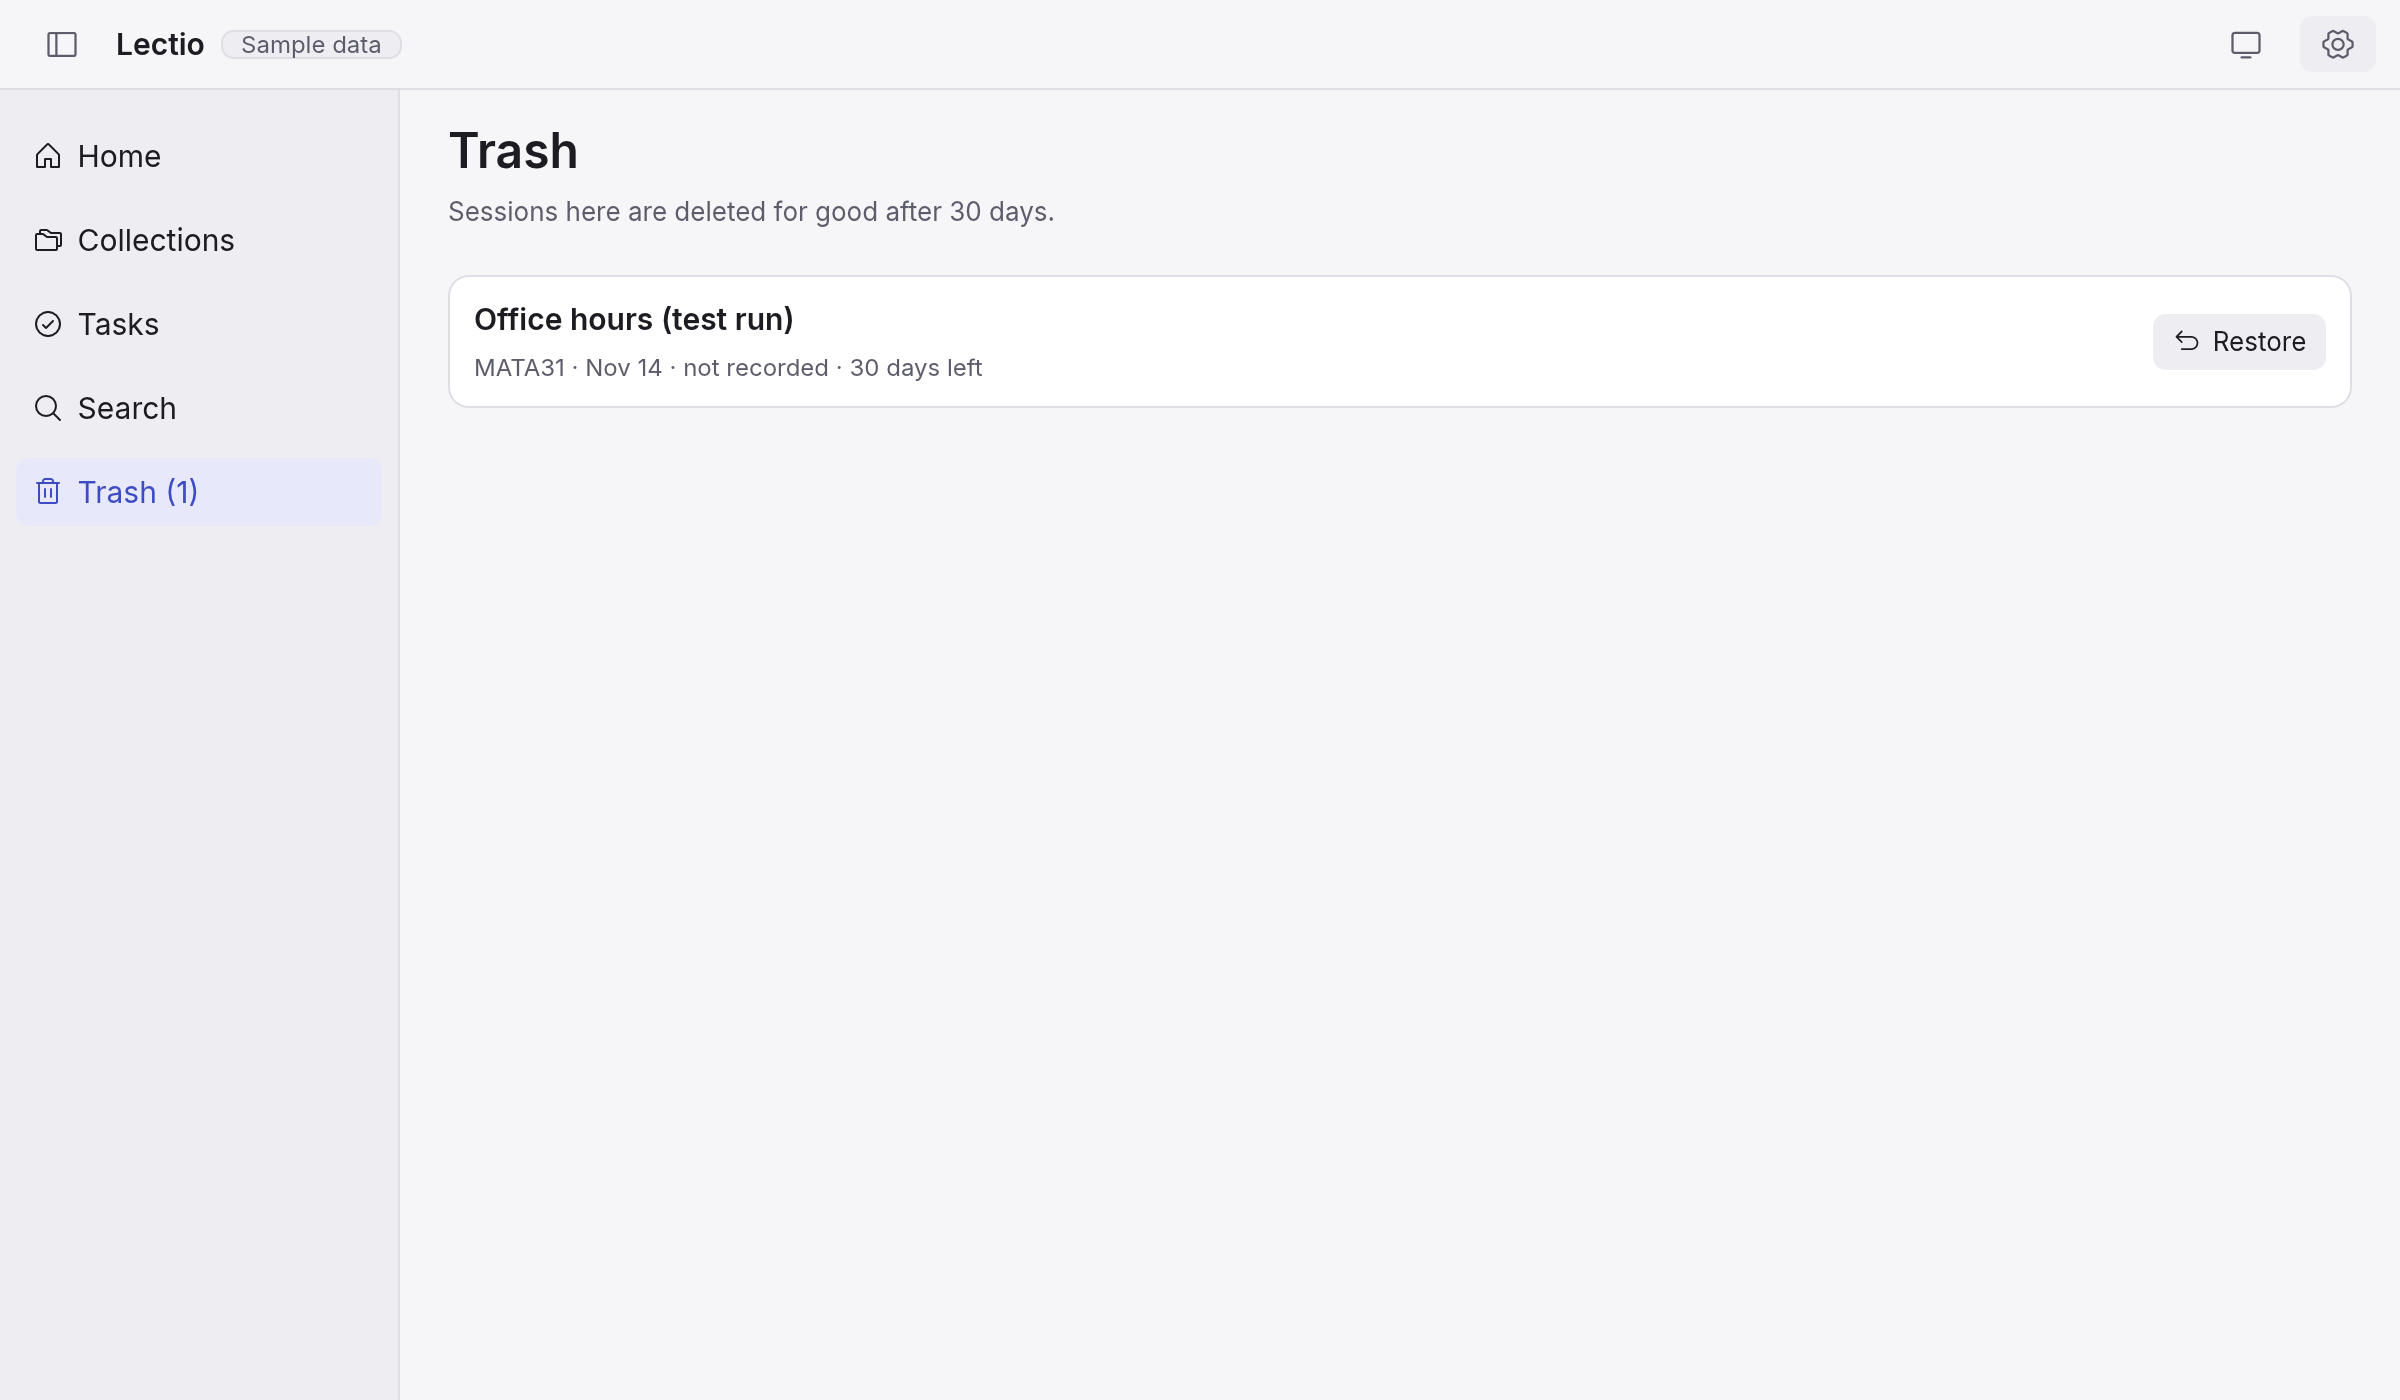 Lectio
Sample data
Home
Collections
Tasks
Search
Trash (1)
Trash
Sessions here are deleted for good after 30 days.
Office hours (test run)
MATA31 · Nov 14 · not recorded · 30 days left
Restore